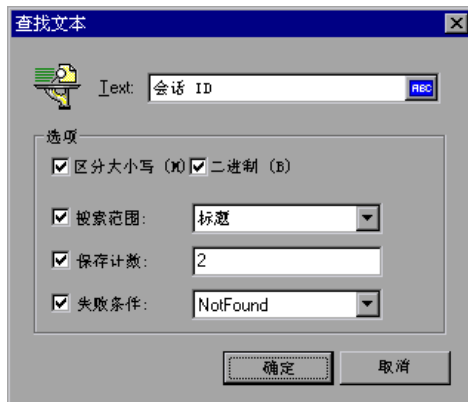 查找文本
Text: 会话 ID ABC
选项
区分大小写 (M) 二进制 (B)
搜索范围: 标题
保存计数: 2
失败条件: NotFound
确定 取消